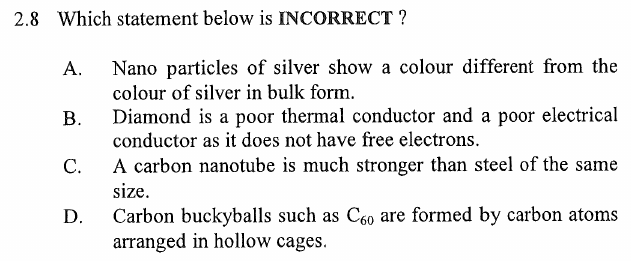 2.8 Which statement below is INCORRECT ?
A. Nano particles of silver show a colour different from the
colour of silver in bulk form.
B. Diamond is a poor thermal conductor and a poor electrical
conductor as it does not have free electrons.
C. A carbon nanotube is much stronger than steel of the same
size.
D. Carbon buckyballs such as C₆₀ are formed by carbon atoms
arranged in hollow cages.